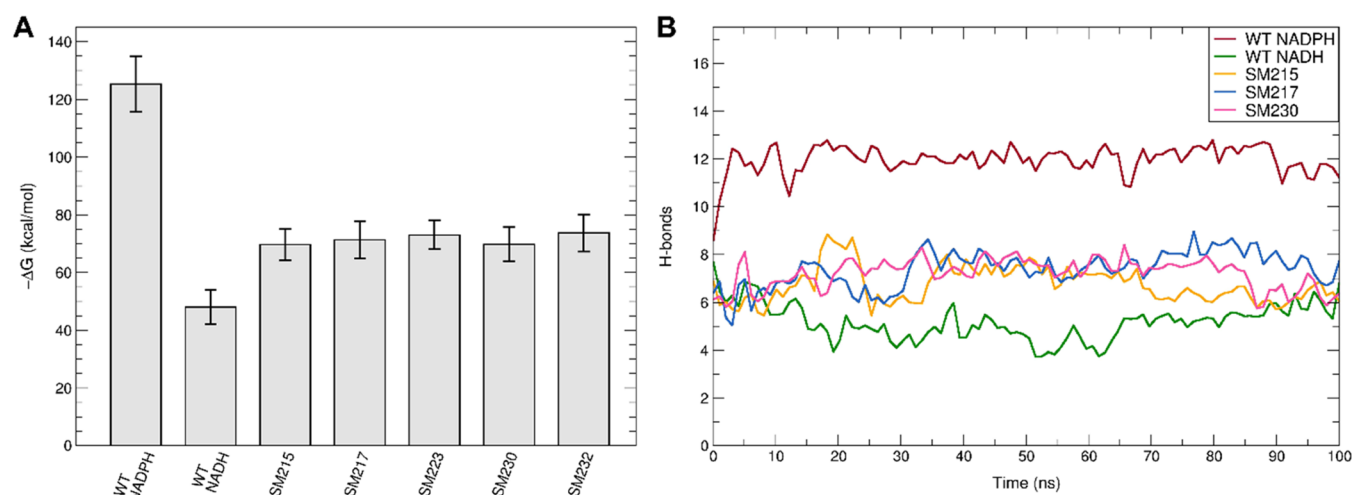 A
−ΔG (kcal/mol)
140
120
100
80
60
40
20
0
WT
NADPH
WT
NADH
SM215
SM217
SM223
SM230
SM232
B
H-bonds
16
14
12
10
8
6
4
2
0
WT NADPH
WT NADH
SM215
SM217
SM230
0 10 20 30 40 50 60 70 80 90 100
Time (ns)